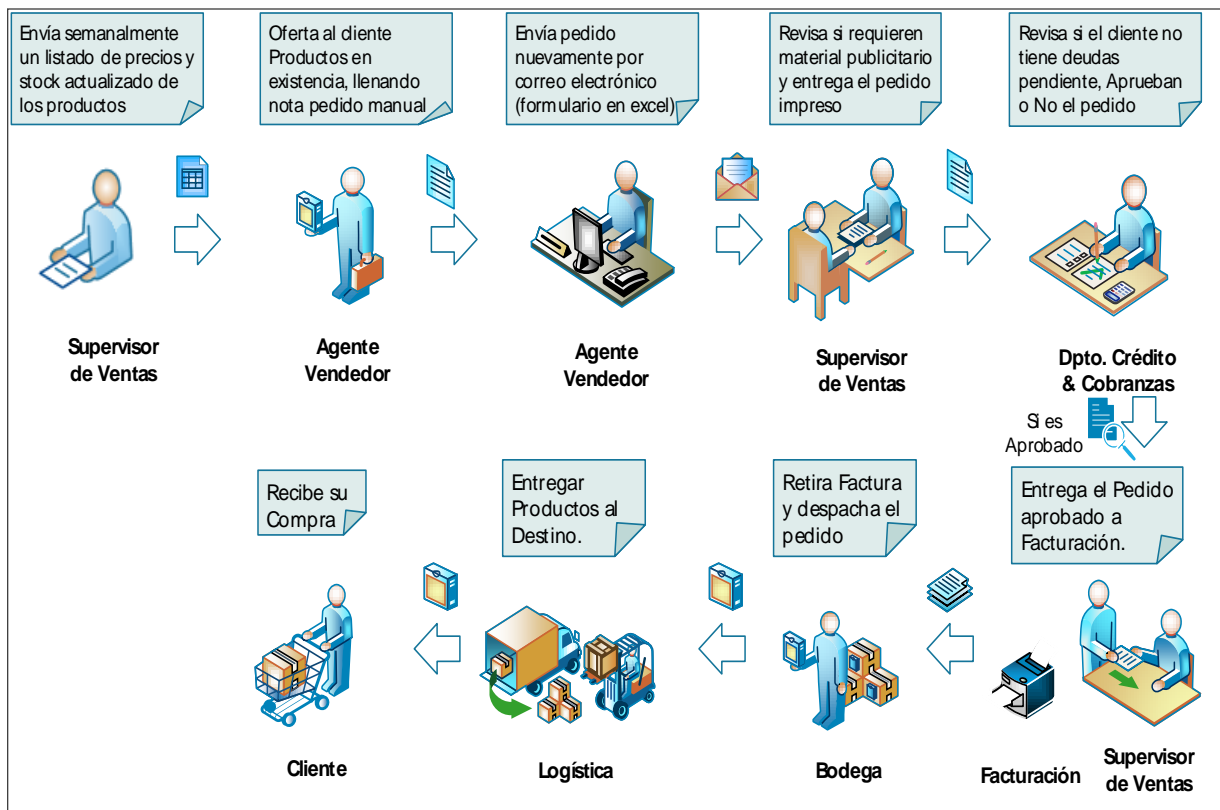 Envía semanalmente
un listado de precios y
stock actualizado de
los productos
Oferta al cliente
Productos en
existencia, llenando
nota pedido manual
Envía pedido
nuevamente por
correo electrónico
(formulario en excel)
Revisa si requieren
material publicitario
y entrega el pedido
impreso
Revisa si el cliente no
tiene deudas
pendiente, Aprueban
o No el pedido
Supervisor
de Ventas
Agente
Vendedor
Agente
Vendedor
Supervisor
de Ventas
Dpto. Crédito
& Cobranzas
Si es
Aprobado
Recibe su
Compra
Entregar
Productos al
Destino.
Retira Factura
y despacha el
pedido
Entrega el Pedido
aprobado a
Facturación.
Cliente
Logística
Bodega
Facturación
Supervisor
de Ventas